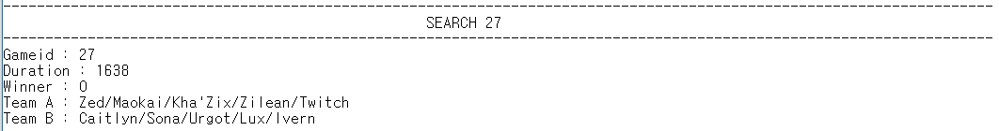 SEARCH 27
Gameid : 27
Duration : 1638
Winner : 0
Team A : Zed/Maokai/Kha'Zix/Zilean/Twitch
Team B : Caitlyn/Sona/Urgot/Lux/Ivern